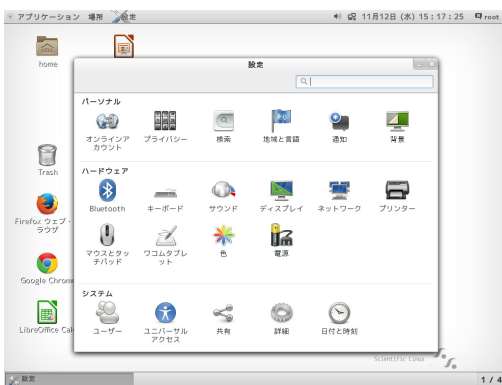 アプリケーション 場所 設定 11月12日 (水) 15:17:25 root
home
設定
パーソナル
オンラインア
カウント
プライバシー
検索
地域と言語
通知
背景
Trash
ハードウェア
Bluetooth
キーボード
サウンド
ディスプレイ
ネットワーク
プリンター
Firefox ウェブ・
ラウザ
マウスとタッ
チパッド
ワコムタブレ
ット
色
電源
Google Chrome
システム
ユーザー
ユニバーサル
アクセス
共有
詳細
日付と時刻
LibreOffice Cal
Scientific Linux
設定 1 / 4